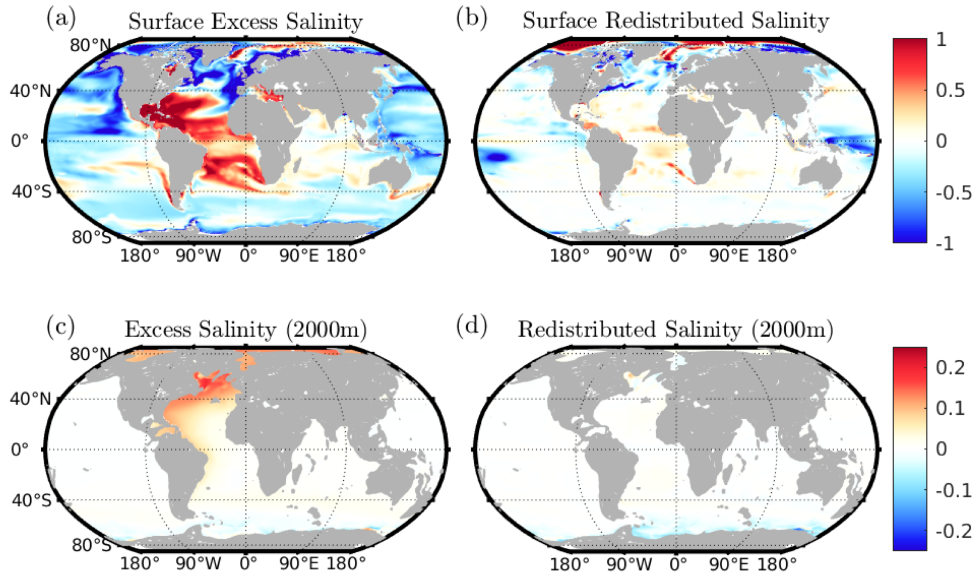 (a) Surface Excess Salinity
(b) Surface Redistributed Salinity
80°N
40°N
0°
40°S
80°S
180° 90°W 0° 90°E 180°
80°N
40°N
0°
40°S
80°S
180° 90°W 0° 90°E 180°
1
0.5
0
-0.5
-1
(c) Excess Salinity (2000m)
(d) Redistributed Salinity (2000m)
80°N
40°N
0°
40°S
80°S
180° 90°W 0° 90°E 180°
80°N
40°N
0°
40°S
80°S
180° 90°W 0° 90°E 180°
0.2
0.1
0
-0.1
-0.2